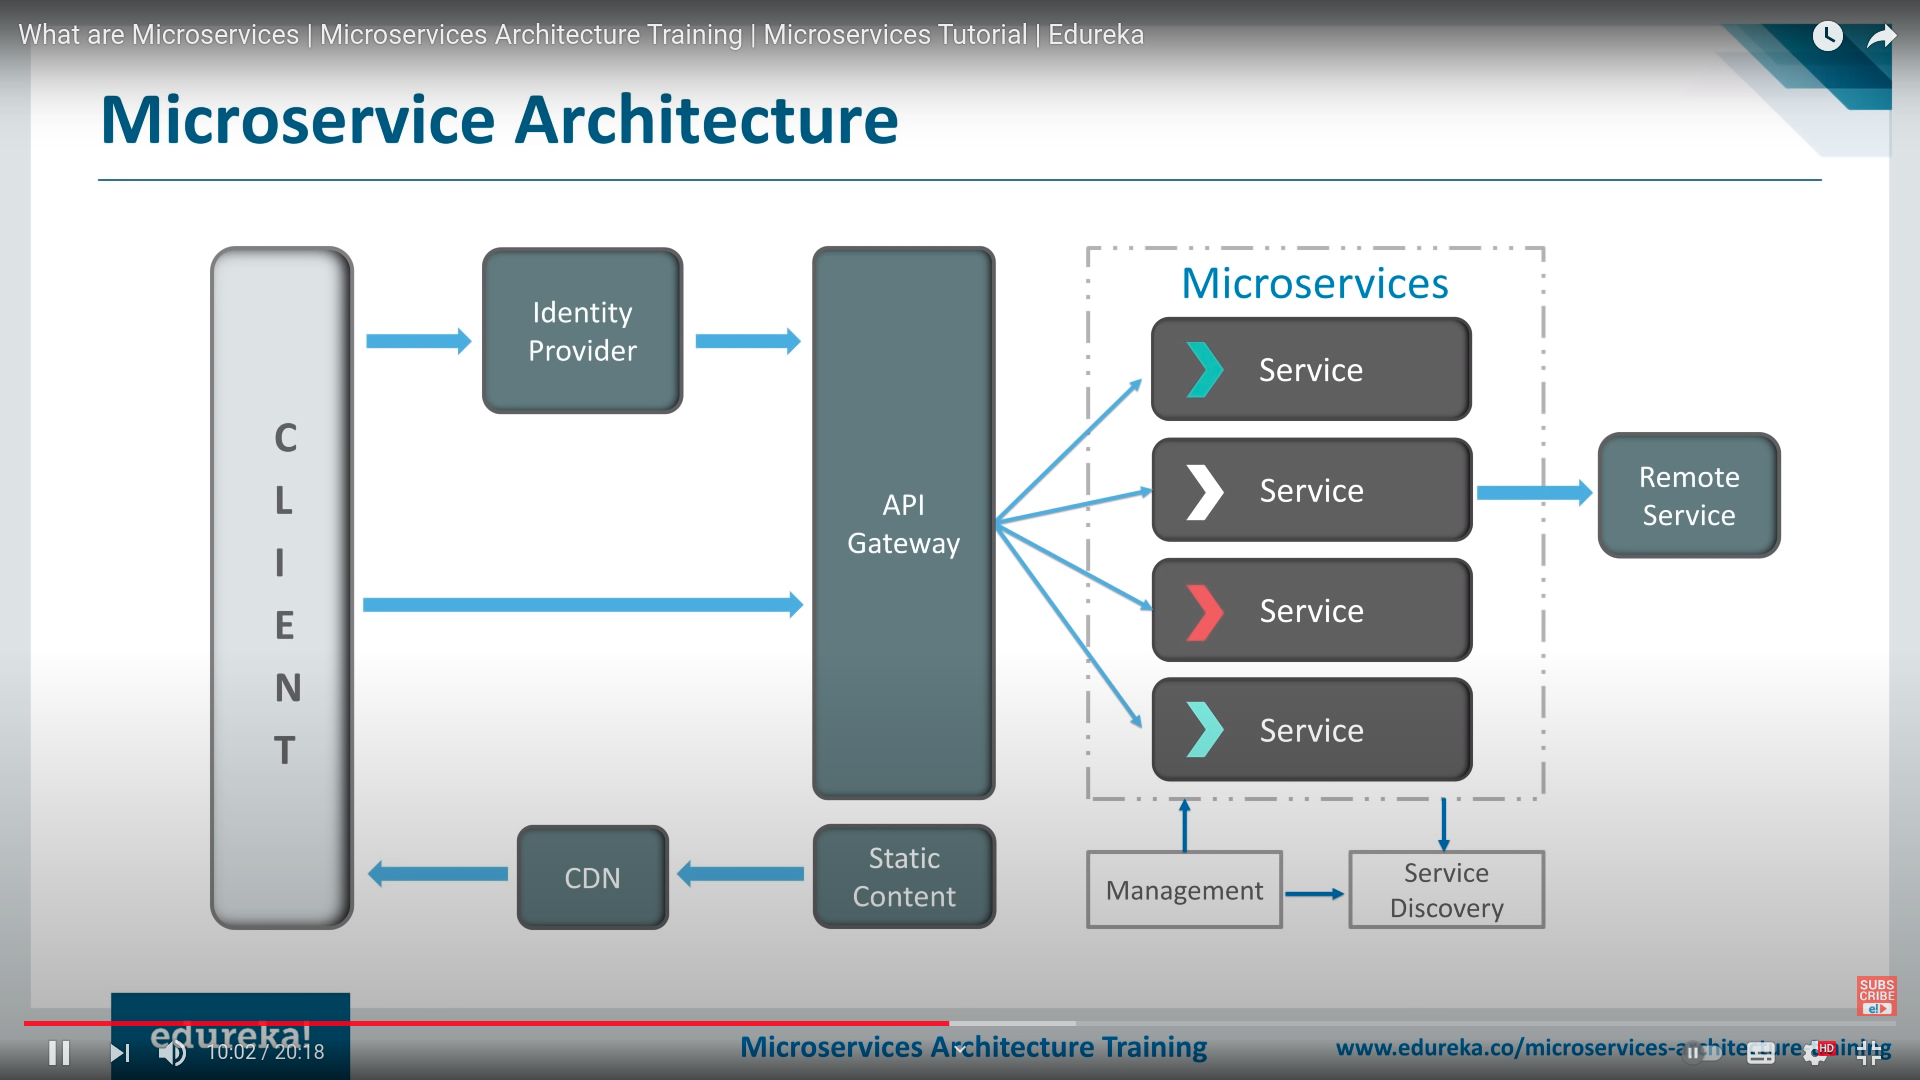 What are Microservices | Microservices Architecture Training | Microservices Tutorial | Edureka
Microservice Architecture
C
L
I
E
N
T
Identity
Provider
API
Gateway
Microservices
Service
Service
Service
Service
Remote
Service
CDN
Static
Content
Management
Service
Discovery
SUBS
CRIBE
e!
edureka!
10:02 / 20:18
Microservices Architecture Training
www.edureka.co/microservices-architecture-training
HD